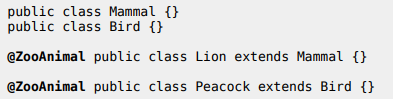 public class Mammal {}
public class Bird {}
@ZooAnimal public class Lion extends Mammal {}
@ZooAnimal public class Peacock extends Bird {}